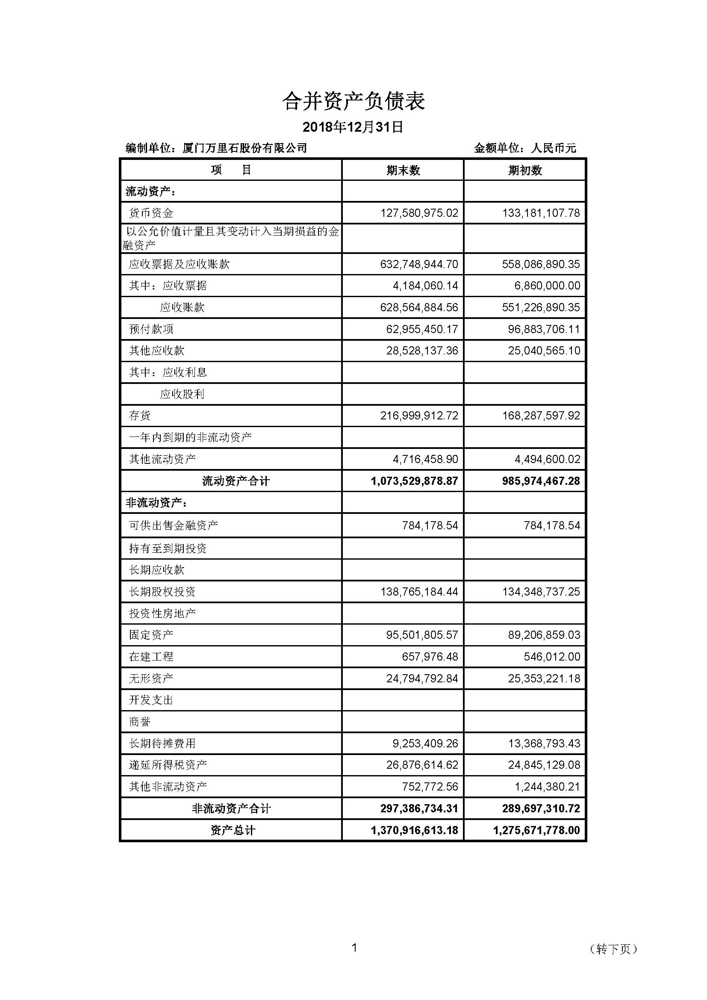 合并资产负债表
2018年12月31日
编制单位：厦门万里石股份有限公司 金额单位：人民币元
项 目 期末数 期初数
流动资产：
货币资金 127,580,975.02 133,181,107.78
以公允价值计量且其变动计入当期损益的金
融资产
应收票据及应收账款 632,748,944.70 558,086,890.35
其中：应收票据 4,184,060.14 6,860,000.00
应收账款 628,564,884.56 551,226,890.35
预付款项 62,955,450.17 96,883,706.11
其他应收款 28,528,137.36 25,040,565.10
其中：应收利息
应收股利
存货 216,999,912.72 168,287,597.92
一年内到期的非流动资产
其他流动资产 4,716,458.90 4,494,600.02
流动资产合计 1,073,529,878.87 985,974,467.28
非流动资产：
可供出售金融资产 784,178.54 784,178.54
持有至到期投资
长期应收款
长期股权投资 138,765,184.44 134,348,737.25
投资性房地产
固定资产 95,501,805.57 89,206,859.03
在建工程 657,976.48 546,012.00
无形资产 24,794,792.84 25,353,221.18
开发支出
商誉
长期待摊费用 9,253,409.26 13,368,793.43
递延所得税资产 26,876,614.62 24,845,129.08
其他非流动资产 752,772.56 1,244,380.21
非流动资产合计 297,386,734.31 289,697,310.72
资产总计 1,370,916,613.18 1,275,671,778.00
1 （转下页）